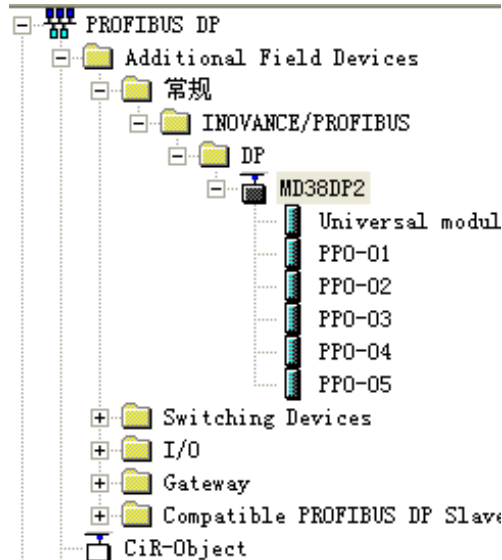 PROFIBUS DP
Additional Field Devices
常规
INOVANCE/PROFIBUS
DP
MD38DP2
Universal modul
PPO-01
PPO-02
PPO-03
PPO-04
PPO-05
Switching Devices
I/O
Gateway
Compatible PROFIBUS DP Slave
CiR-Object